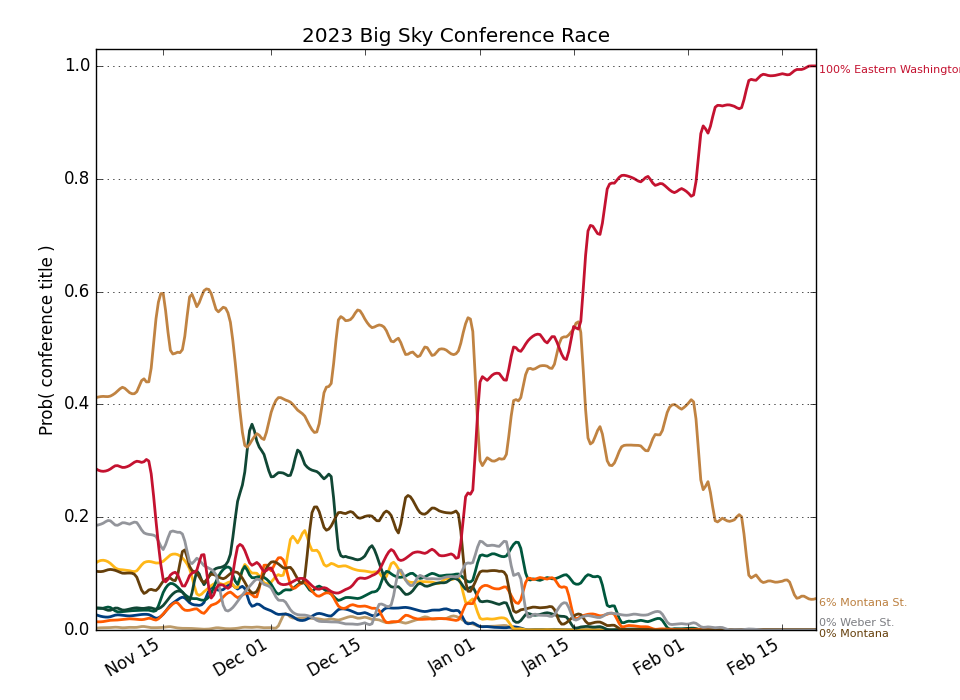 2023 Big Sky Conference Race
Prob( conference title )
1.0
0.8
0.6
0.4
0.2
0.0
Nov 15
Dec 01
Dec 15
Jan 01
Jan 15
Feb 01
Feb 15
100% Eastern Washington
6% Montana St.
0% Weber St.
0% Montana